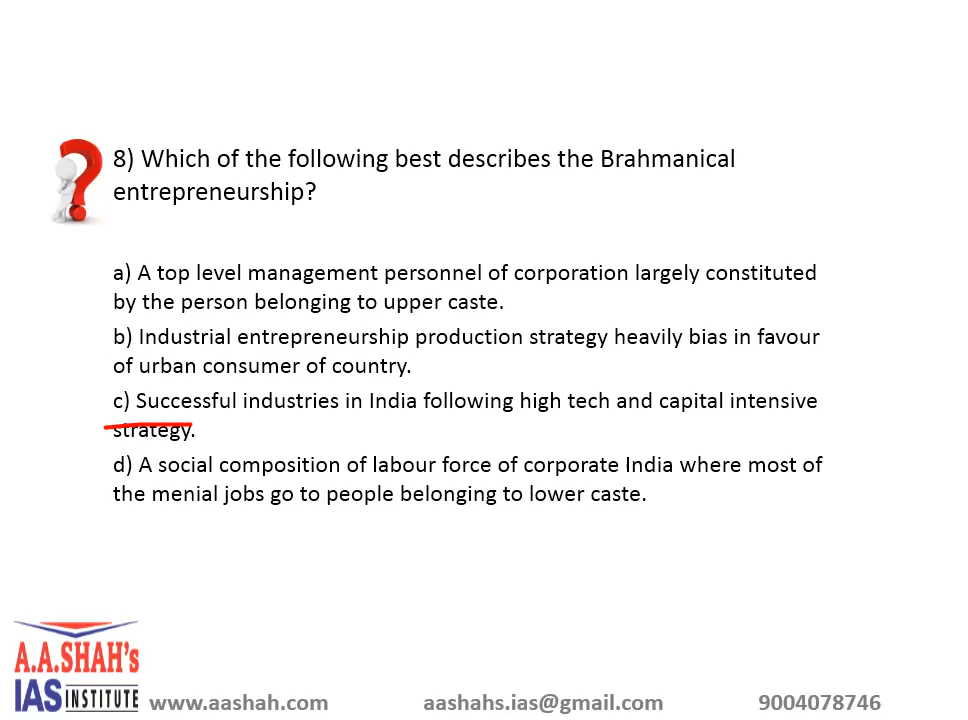 8) Which of the following best describes the Brahmanical
entrepreneurship?
a) A top level management personnel of corporation largely constituted
by the person belonging to upper caste.
b) Industrial entrepreneurship production strategy heavily bias in favour
of urban consumer of country.
c) Successful industries in India following high tech and capital intensive
strategy.
d) A social composition of labour force of corporate India where most of
the menial jobs go to people belonging to lower caste.
A.A.SHAH's
IAS INSTITUTE
www.aashah.com aashahs.ias@gmail.com 9004078746